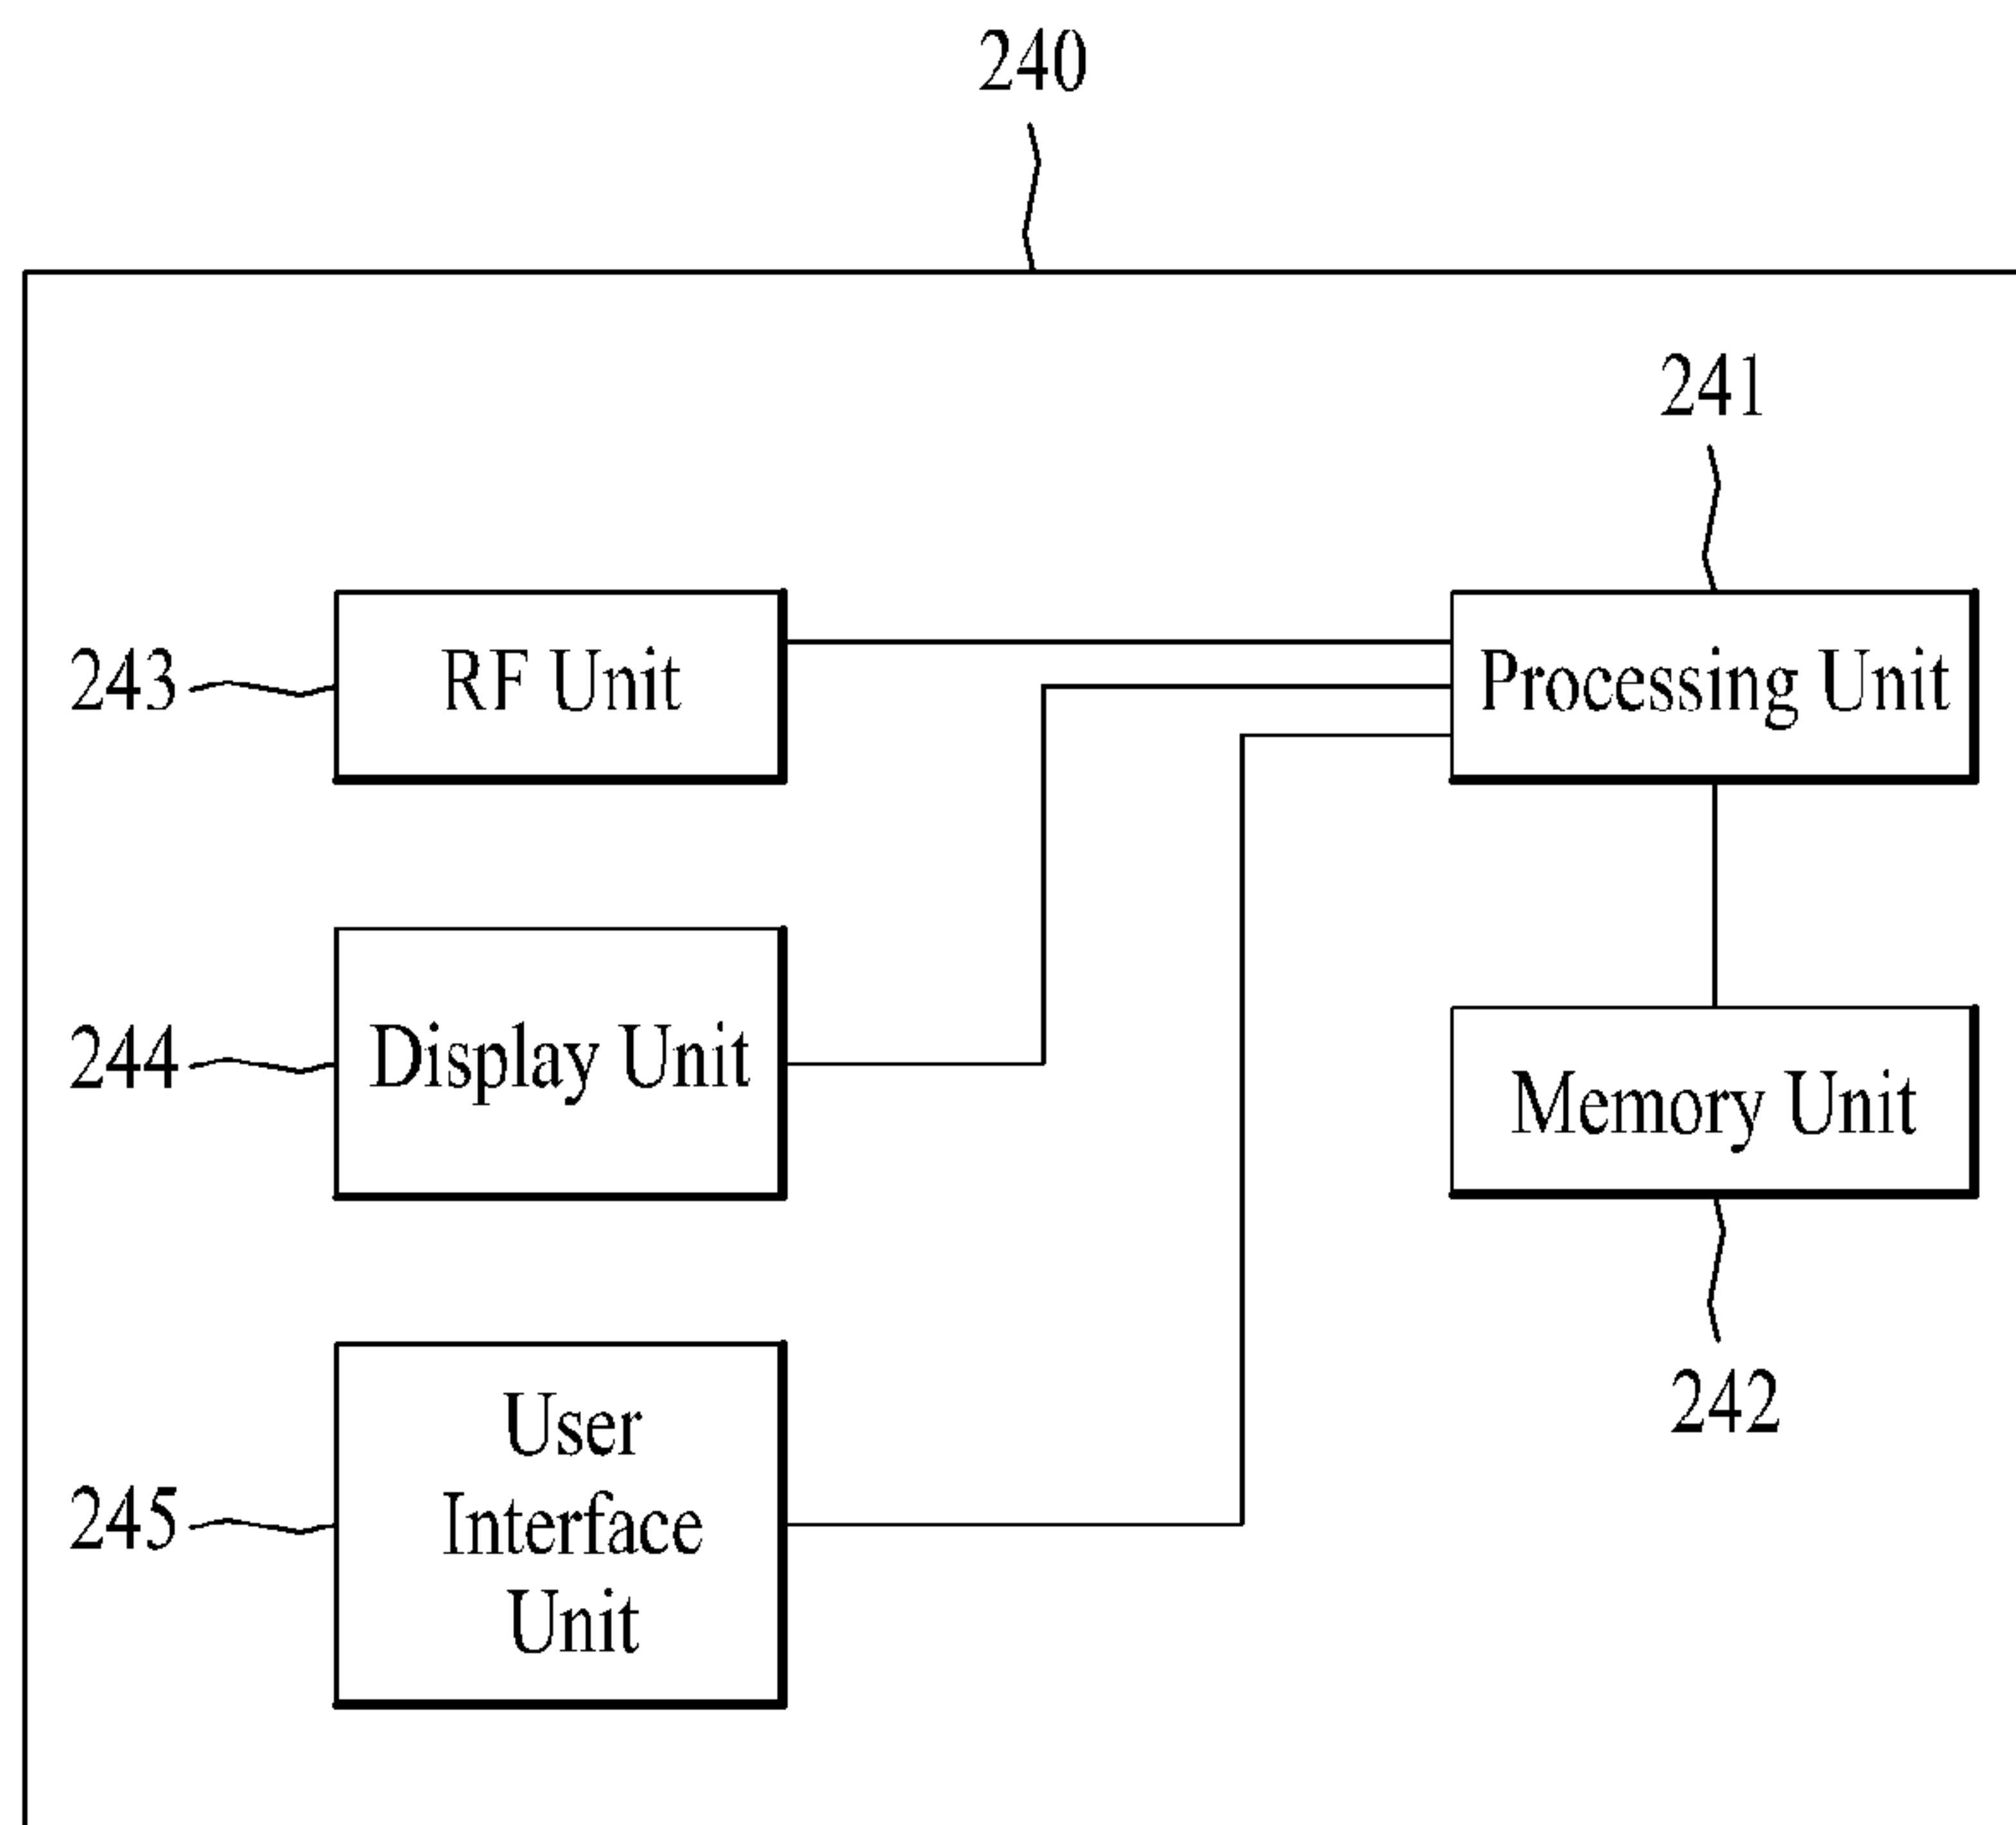 240
241
243
RF Unit
Processing Unit
244
Display Unit
Memory Unit
242
245
User
Interface
Unit